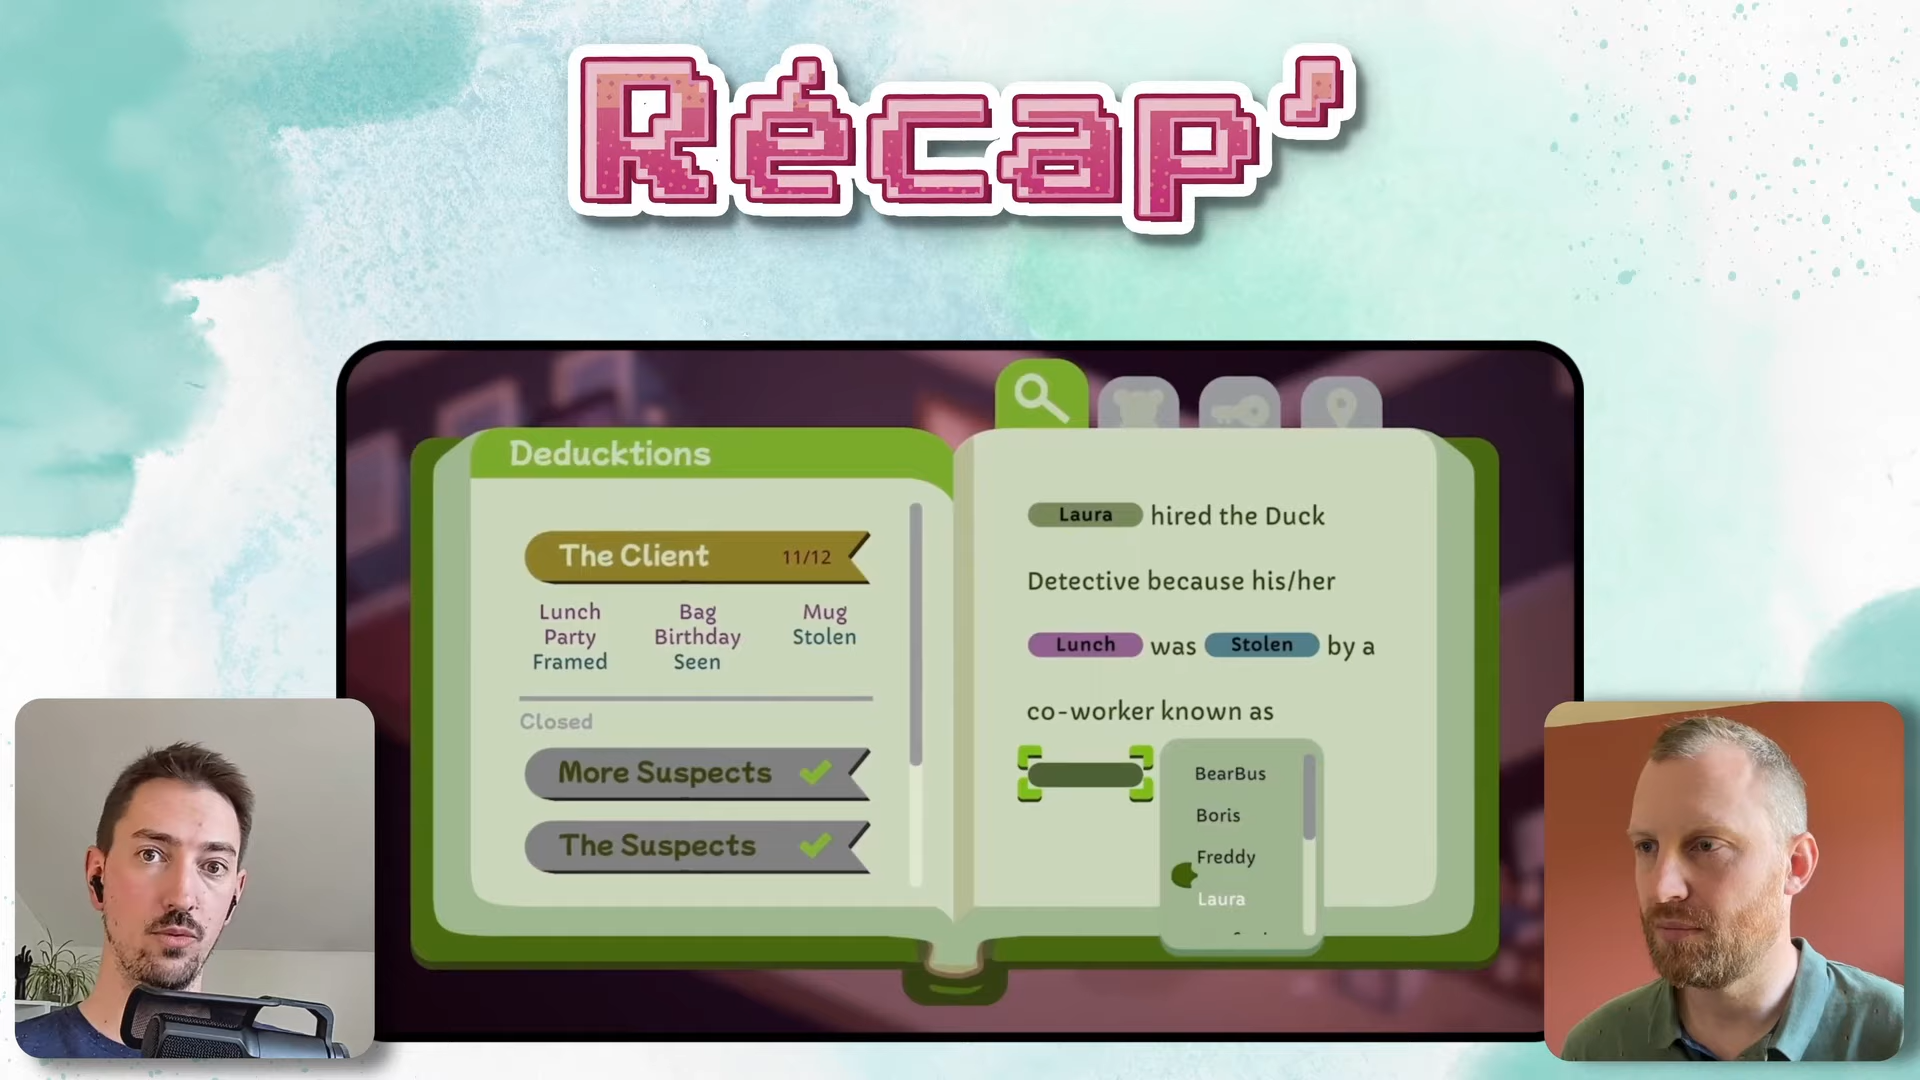 Récap'
Deducktions
The Client 11/12
Lunch Bag Mug
Party Birthday Stolen
Framed Seen
Closed
More Suspects
The Suspects
Laura hired the Duck
Detective because his/her
Lunch was Stolen by a
co-worker known as
BearBus
Boris
Freddy
Laura